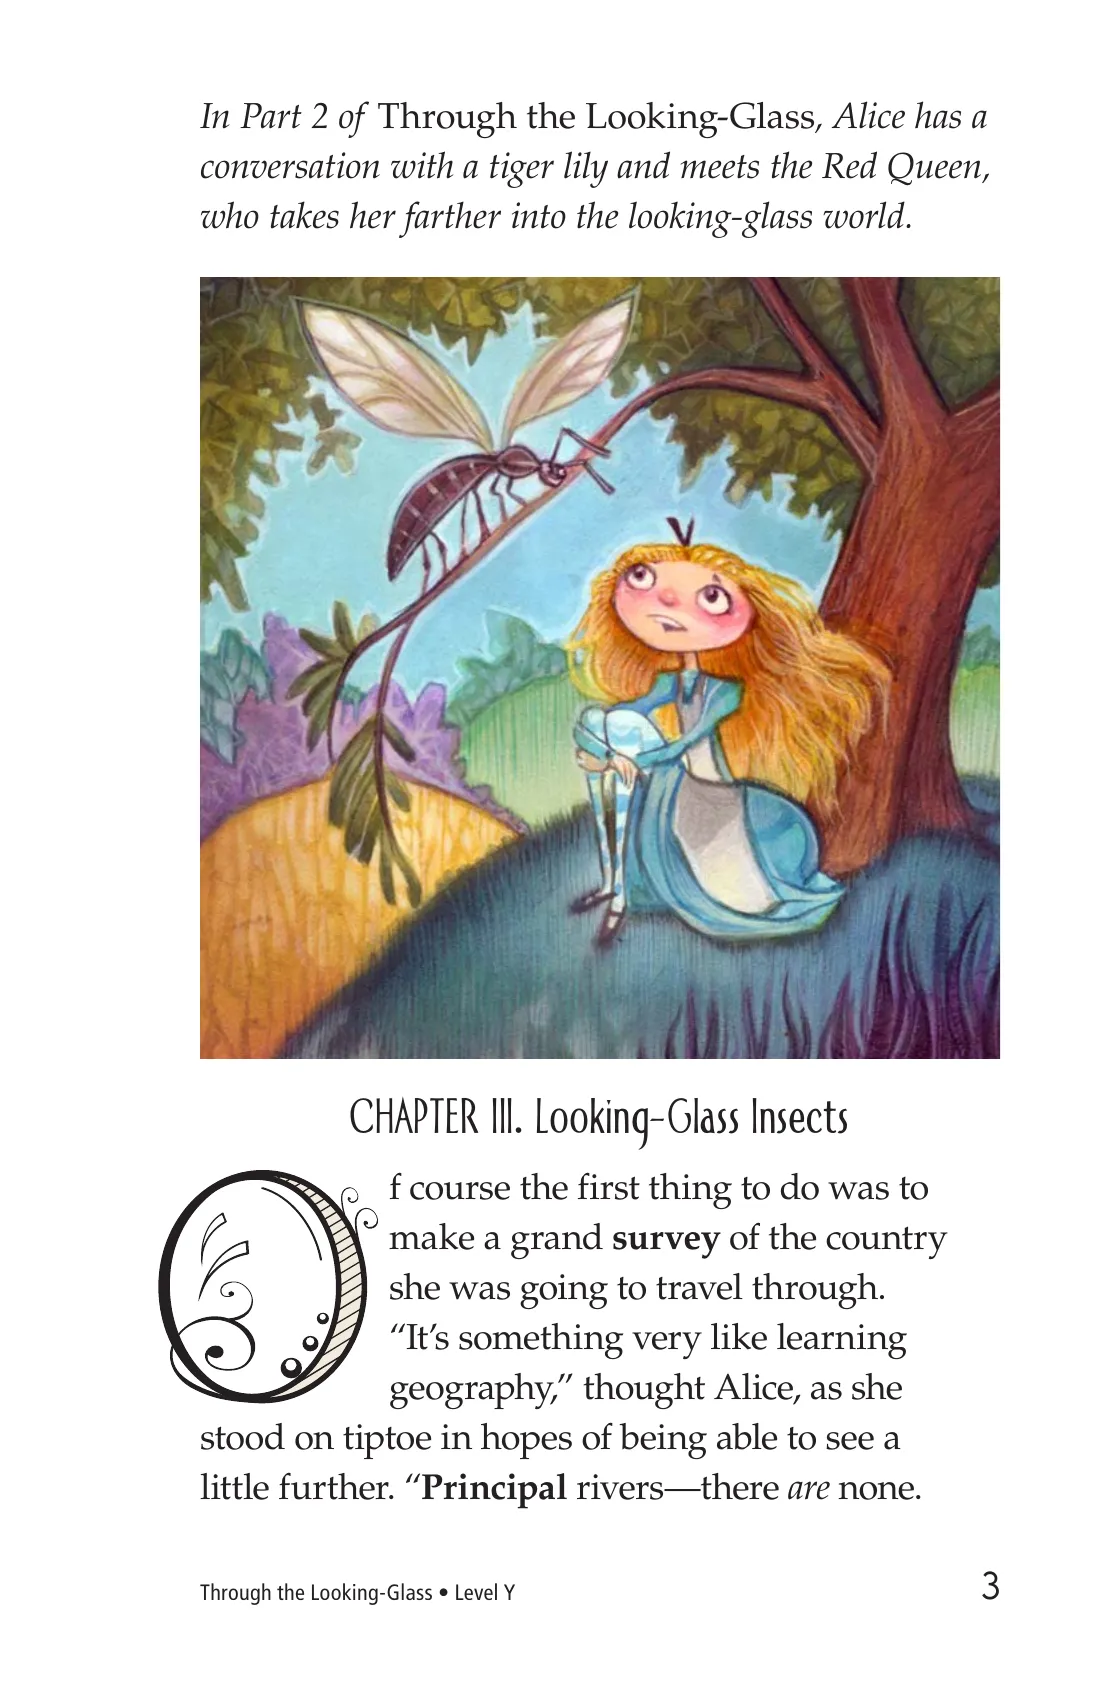 In Part 2 of Through the Looking-Glass, Alice has a
conversation with a tiger lily and meets the Red Queen,
who takes her farther into the looking-glass world.
CHAPTER III. Looking-Glass Insects
Of course the first thing to do was to
make a grand survey of the country
she was going to travel through.
“It’s something very like learning
geography,” thought Alice, as she
stood on tiptoe in hopes of being able to see a
little further. “Principal rivers—there are none.
Through the Looking-Glass • Level Y
3